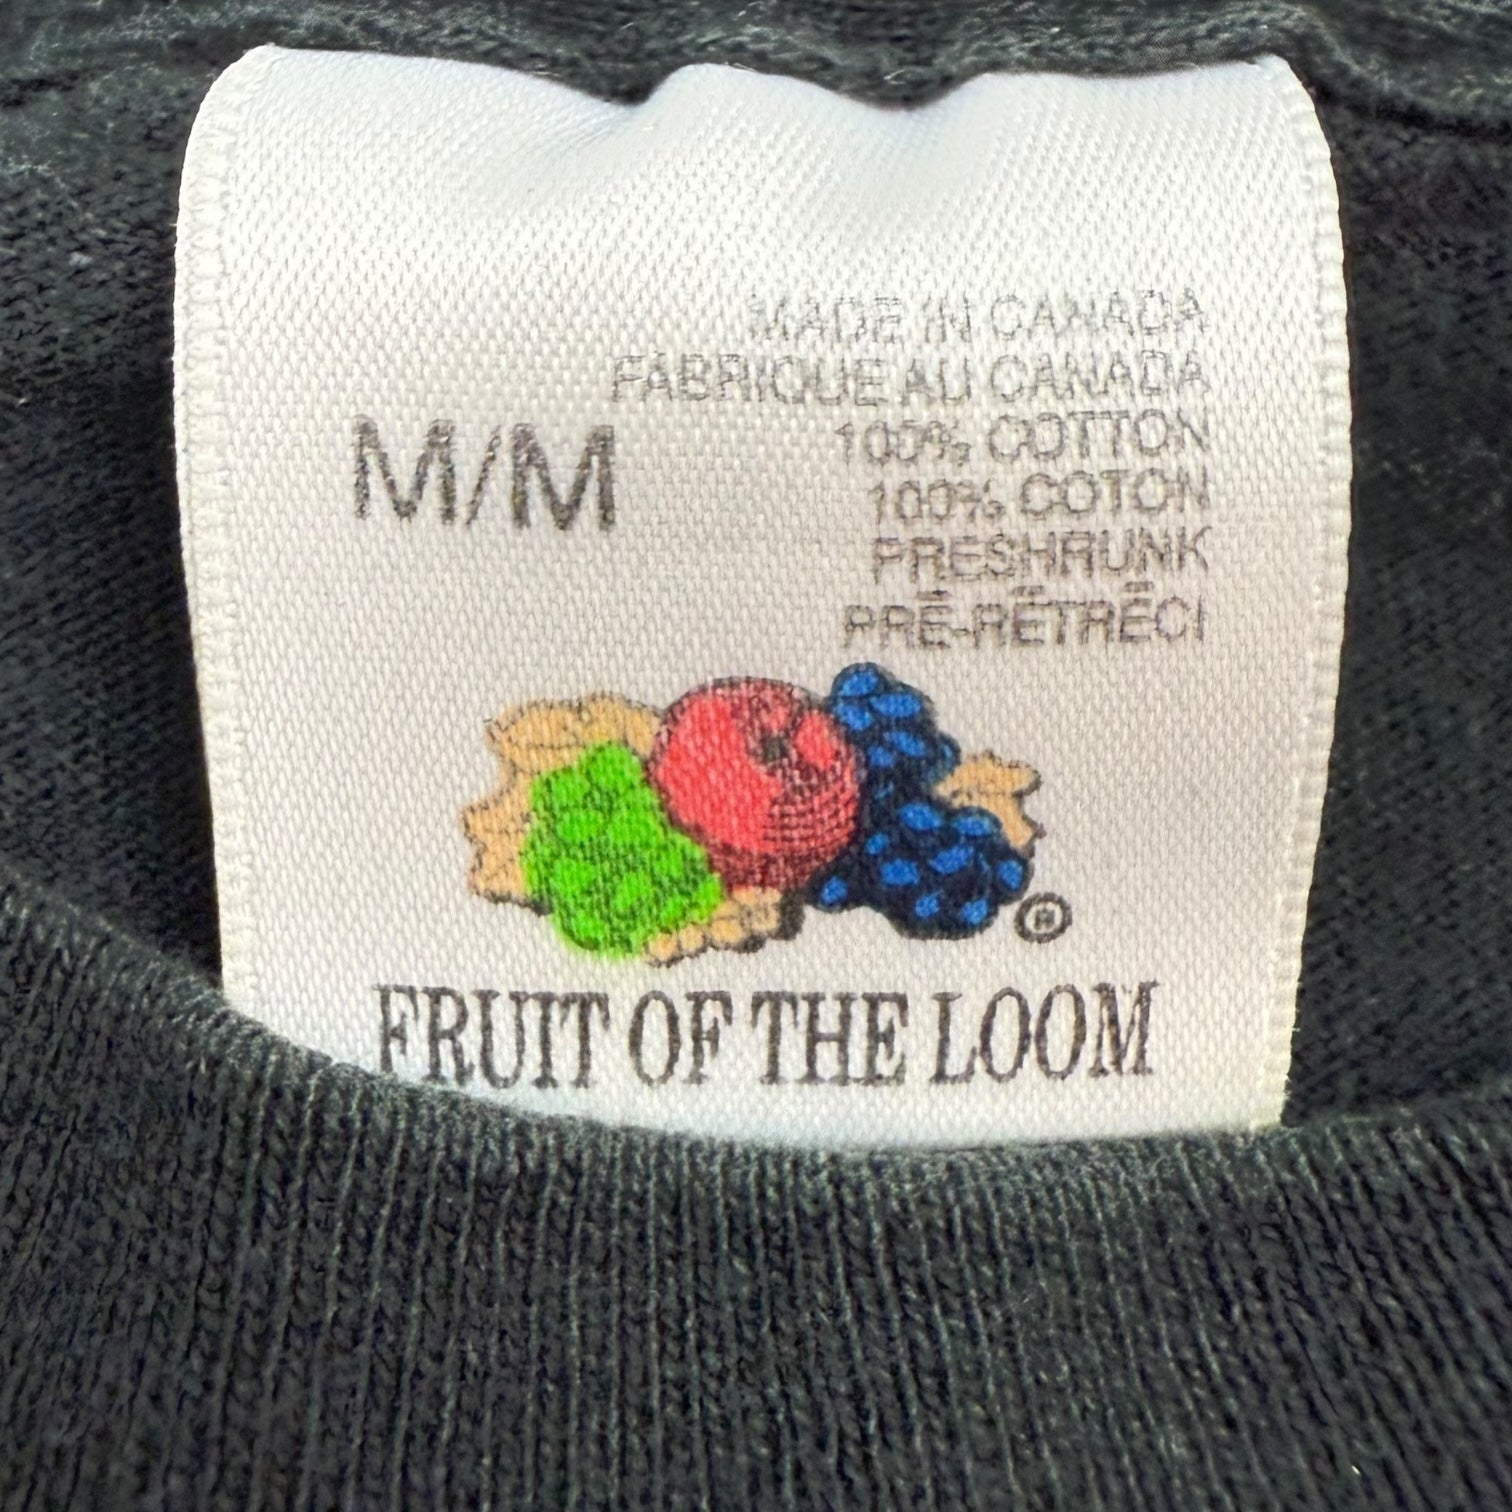 MADE IN CANADA
FABRIQUE AU CANADA
M/M
100% COTTON
100% COTON
PRESHRUNK
PRÉ-RÉTRÉCI
®
FRUIT OF THE LOOM